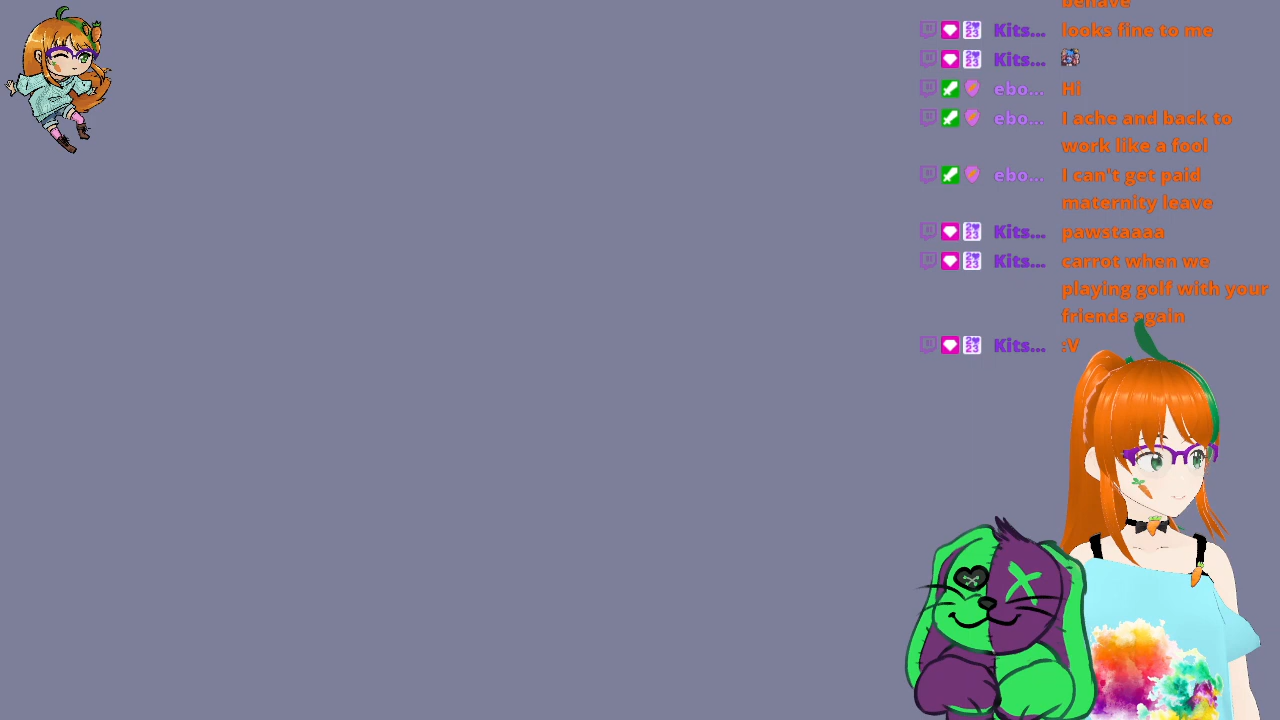 behave
Kits... looks fine to me
Kits...
ebo... Hi
ebo... I ache and back to
work like a fool
ebo... I can't get paid
maternity leave
Kits... pawstaaaa
Kits... carrot when we
playing golf with your
friends again
Kits... :V